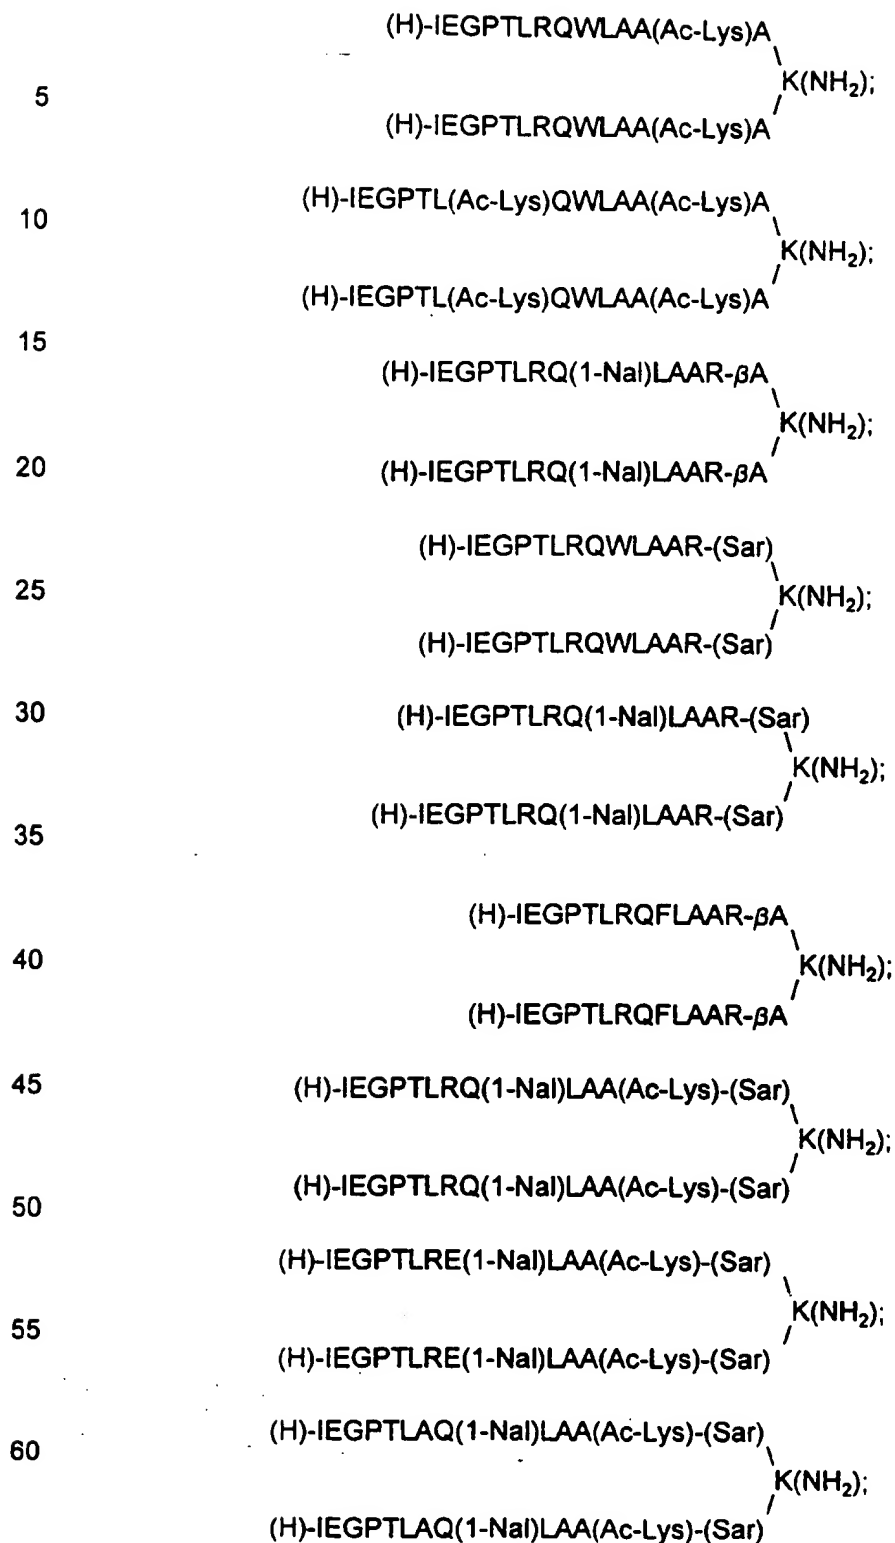 (H)-IEGPTLRQWLAA(Ac-Lys)A
K(NH₂);
5
(H)-IEGPTLRQWLAA(Ac-Lys)A
(H)-IEGPTL(Ac-Lys)QWLAA(Ac-Lys)A
10
K(NH₂);
(H)-IEGPTL(Ac-Lys)QWLAA(Ac-Lys)A
15
(H)-IEGPTLRQ(1-Nal)LAAR-βA
K(NH₂);
20
(H)-IEGPTLRQ(1-Nal)LAAR-βA
(H)-IEGPTLRQWLAAR-(Sar)
25
K(NH₂);
(H)-IEGPTLRQWLAAR-(Sar)
30
(H)-IEGPTLRQ(1-Nal)LAAR-(Sar)
K(NH₂);
(H)-IEGPTLRQ(1-Nal)LAAR-(Sar)
35
(H)-IEGPTLRQFLAAR-βA
40
K(NH₂);
(H)-IEGPTLRQFLAAR-βA
45
(H)-IEGPTLRQ(1-Nal)LAA(Ac-Lys)-(Sar)
K(NH₂);
(H)-IEGPTLRQ(1-Nal)LAA(Ac-Lys)-(Sar)
50
(H)-IEGPTLRE(1-Nal)LAA(Ac-Lys)-(Sar)
K(NH₂);
55
(H)-IEGPTLRE(1-Nal)LAA(Ac-Lys)-(Sar)
(H)-IEGPTLAQ(1-Nal)LAA(Ac-Lys)-(Sar)
60
K(NH₂);
(H)-IEGPTLAQ(1-Nal)LAA(Ac-Lys)-(Sar)